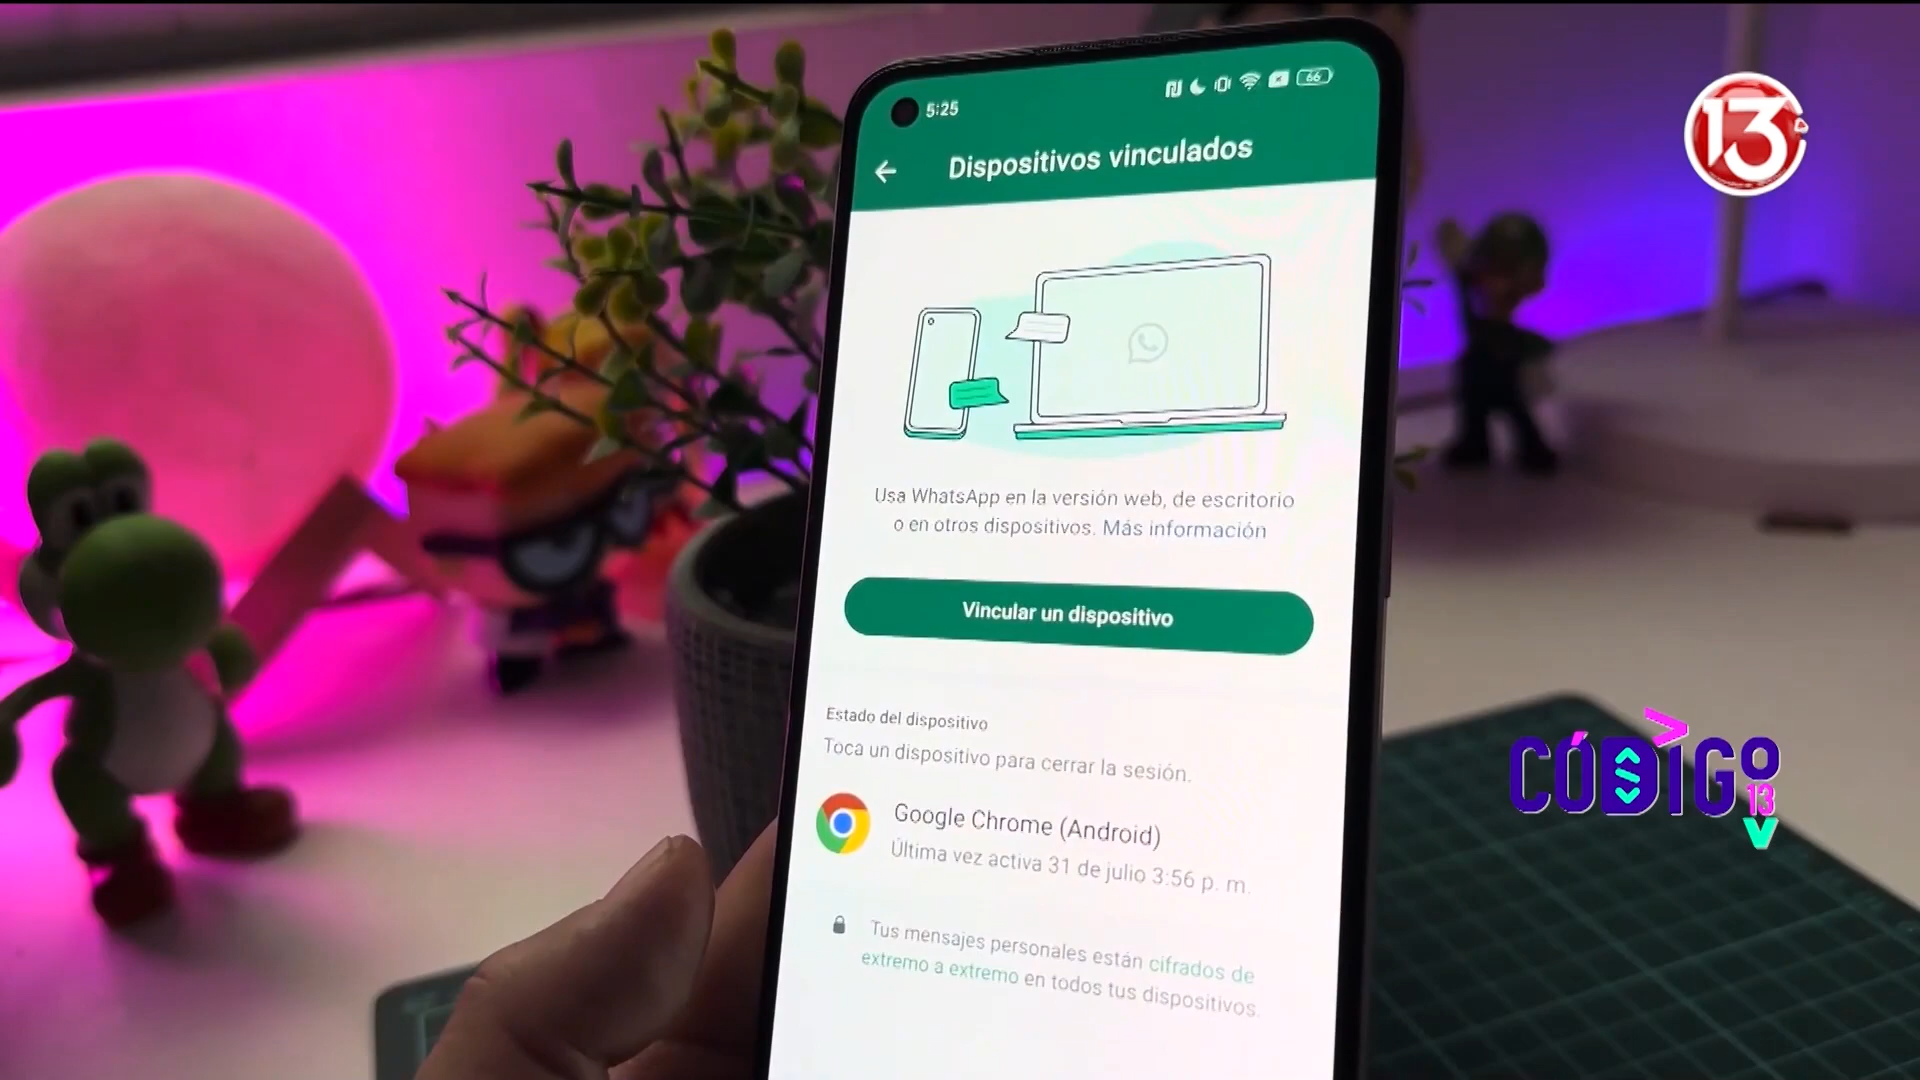 5:25
66
13
Dispositivos vinculados
Usa WhatsApp en la versión web, de escritorio
o en otros dispositivos. Más información
Vincular un dispositivo
Estado del dispositivo
Toca un dispositivo para cerrar la sesión.
Google Chrome (Android)
Última vez activa 31 de julio 3:56 p. m.
Tus mensajes personales están cifrados de
extremo a extremo en todos tus dispositivos.
CÓDIGO
13